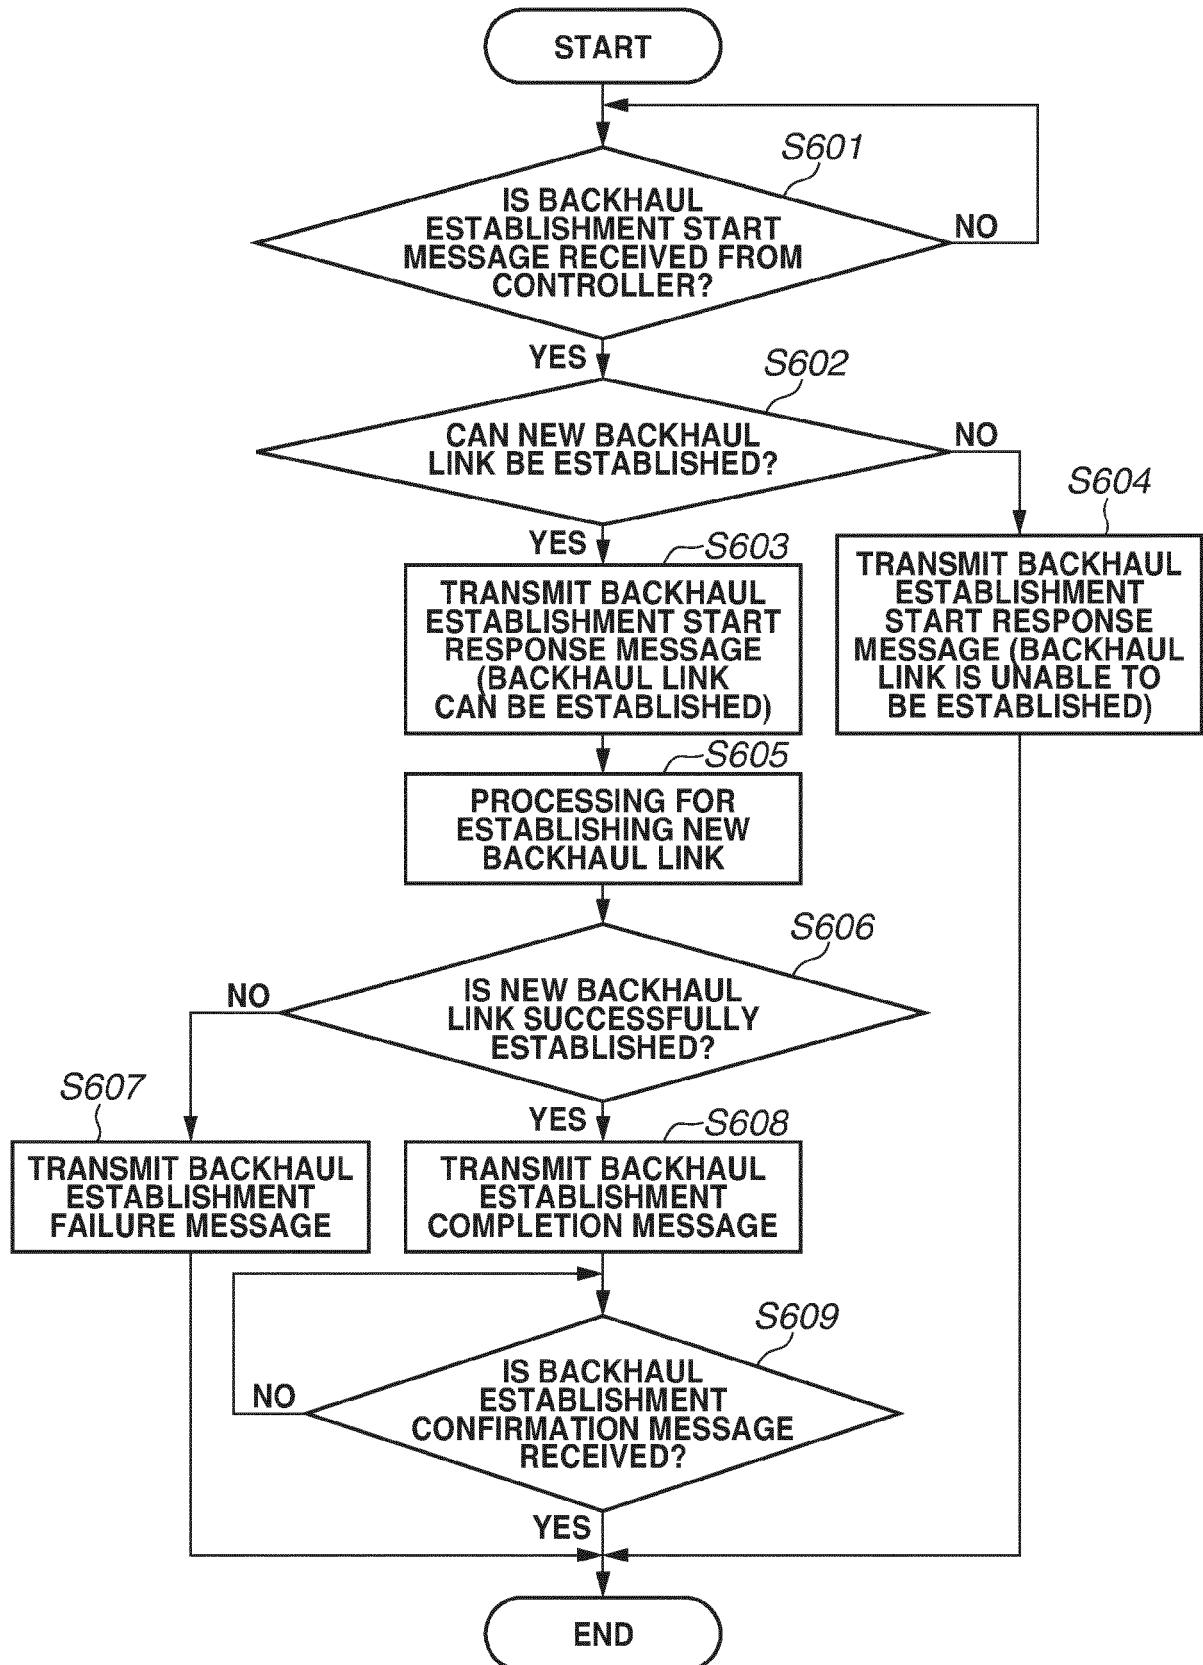 START
S601
IS BACKHAUL
ESTABLISHMENT START
MESSAGE RECEIVED FROM
CONTROLLER?
NO
YES
S602
CAN NEW BACKHAUL
LINK BE ESTABLISHED?
NO
YES
S603
TRANSMIT BACKHAUL
ESTABLISHMENT START
RESPONSE MESSAGE
(BACKHAUL LINK
CAN BE ESTABLISHED)
S604
TRANSMIT BACKHAUL
ESTABLISHMENT
START RESPONSE
MESSAGE (BACKHAUL
LINK IS UNABLE TO
BE ESTABLISHED)
S605
PROCESSING FOR
ESTABLISHING NEW
BACKHAUL LINK
S606
IS NEW BACKHAUL
LINK SUCCESSFULLY
ESTABLISHED?
NO
YES
S607
TRANSMIT BACKHAUL
ESTABLISHMENT
FAILURE MESSAGE
S608
TRANSMIT BACKHAUL
ESTABLISHMENT
COMPLETION MESSAGE
S609
IS BACKHAUL
ESTABLISHMENT
CONFIRMATION MESSAGE
RECEIVED?
NO
YES
END